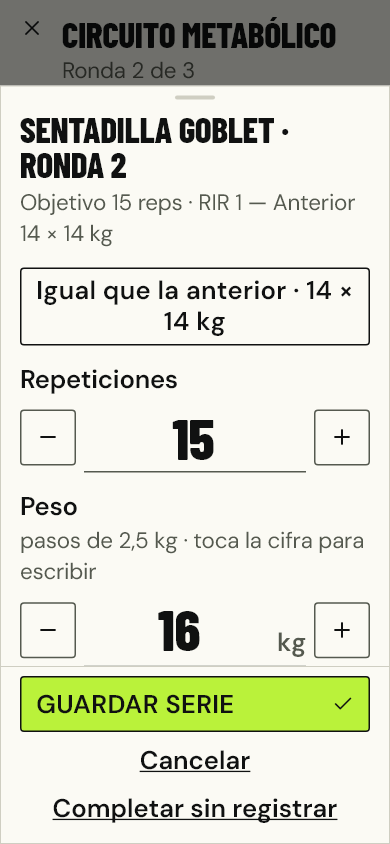 CIRCUITO METABÓLICO
Ronda 2 de 3
SENTADILLA GOBLET ·
RONDA 2
Objetivo 15 reps · RIR 1 — Anterior
14 × 14 kg
Igual que la anterior · 14 ×
14 kg
Repeticiones
− 15 +
Peso
pasos de 2,5 kg · toca la cifra para
escribir
− 16 kg +
GUARDAR SERIE
Cancelar
Completar sin registrar